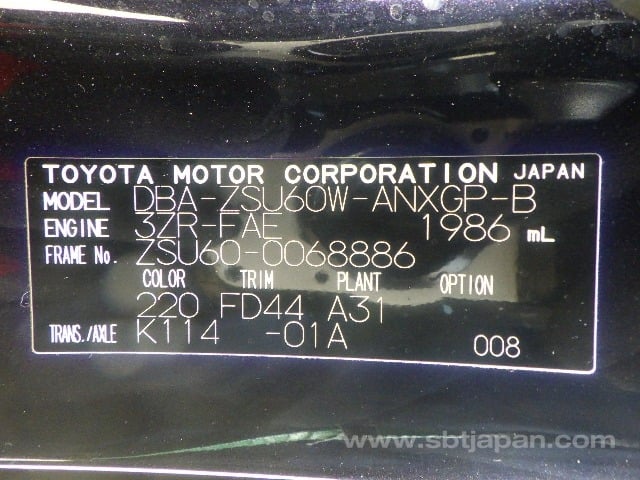 TOYOTA MOTOR CORPORATION JAPAN
MODEL DBA-ZSU60W-ANXGP-B
ENGINE 3ZR-FAE 1986 mL
FRAME No. ZSU60-0068886
COLOR TRIM PLANT OPTION
220 FD44 A31
TRANS./AXLE K114 -01A 008
www.sbtjapan.com